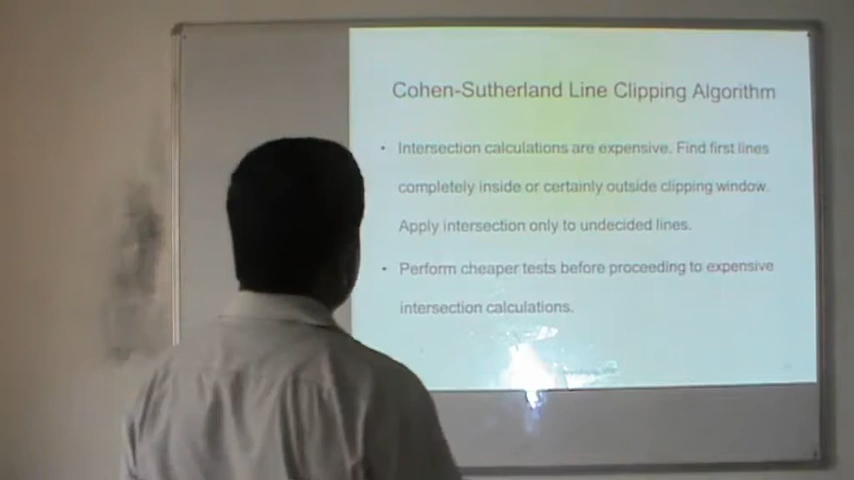 Cohen-Sutherland Line Clipping Algorithm
• Intersection calculations are expensive. Find first lines
completely inside or certainly outside clipping window.
Apply intersection only to undecided lines.
• Perform cheaper tests before proceeding to expensive
intersection calculations.